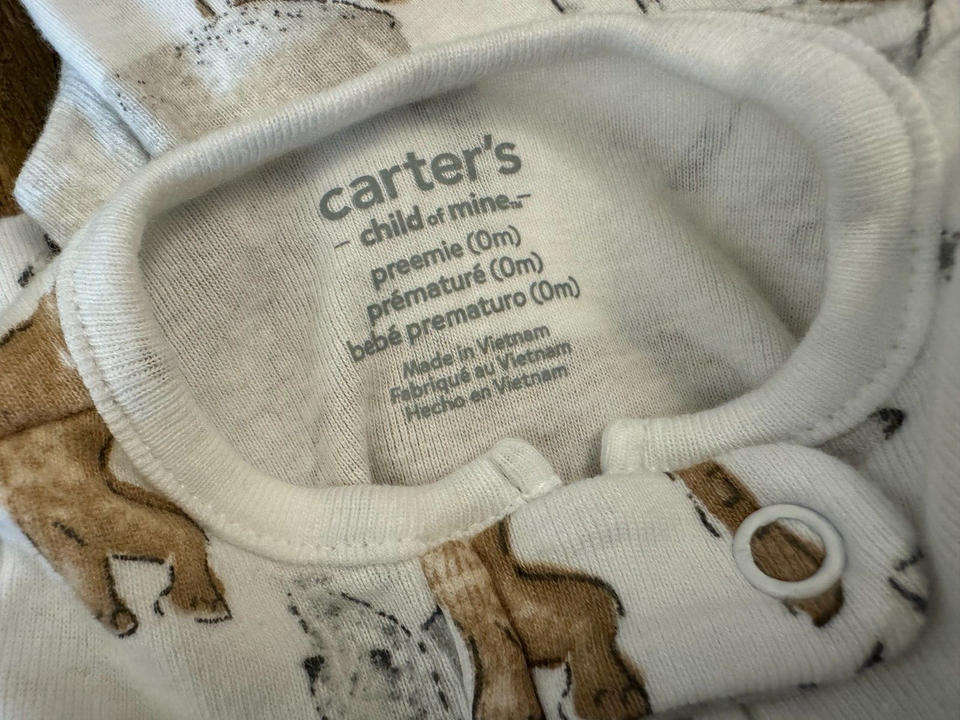 carter's
child of mine™
preemie (0m)
prématuré (0m)
bebé prematuro (0m)
Made in Vietnam
Fabriqué au Vietnam
Hecho en Vietnam